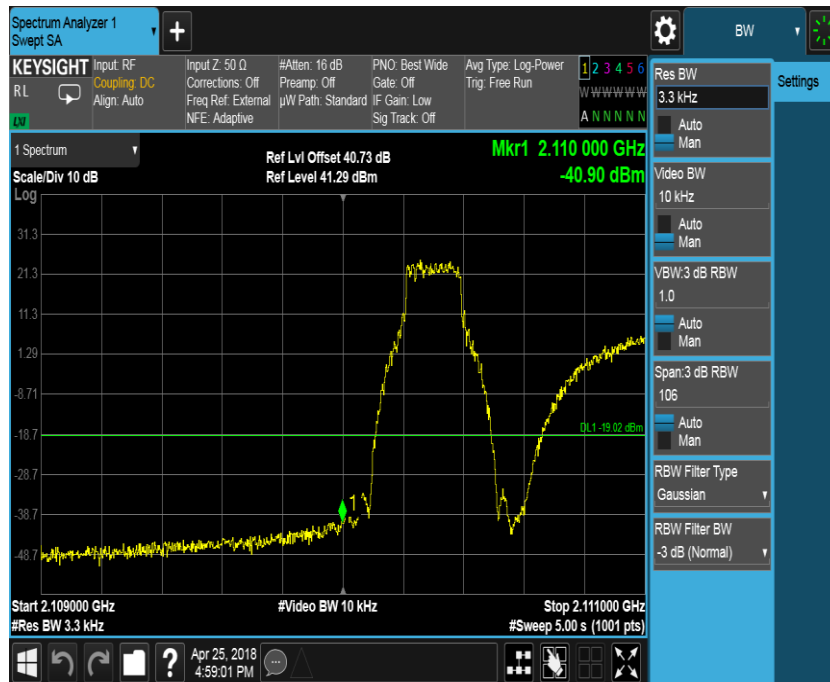 Spectrum Analyzer 1
Swept SA
+
BW
KEYSIGHT
RL
LXI
Input: RF
Coupling: DC
Align: Auto
Input Z: 50 Ω
Corrections: Off
Freq Ref: External
NFE: Adaptive
#Atten: 16 dB
Preamp: Off
µW Path: Standard
PNO: Best Wide
Gate: Off
IF Gain: Low
Sig Track: Off
Avg Type: Log-Power
Trig: Free Run
1 2 3 4 5 6
W W W W W W
A N N N N N
1 Spectrum
Scale/Div 10 dB
Ref Lvl Offset 40.73 dB
Ref Level 41.29 dBm
Mkr1 2.110 000 GHz
-40.90 dBm
Log
31.3
21.3
11.3
1.29
-8.71
-18.7
-28.7
-38.7
-48.7
DL1 -19.02 dBm
1
Start 2.109000 GHz
#Video BW 10 kHz
Stop 2.111000 GHz
#Res BW 3.3 kHz
#Sweep 5.00 s (1001 pts)
Res BW
3.3 kHz
Auto
Man
Video BW
10 kHz
Auto
Man
VBW:3 dB RBW
1.0
Auto
Man
Span:3 dB RBW
106
Auto
Man
RBW Filter Type
Gaussian
RBW Filter BW
-3 dB (Normal)
Settings
?
Apr 25, 2018
4:59:01 PM